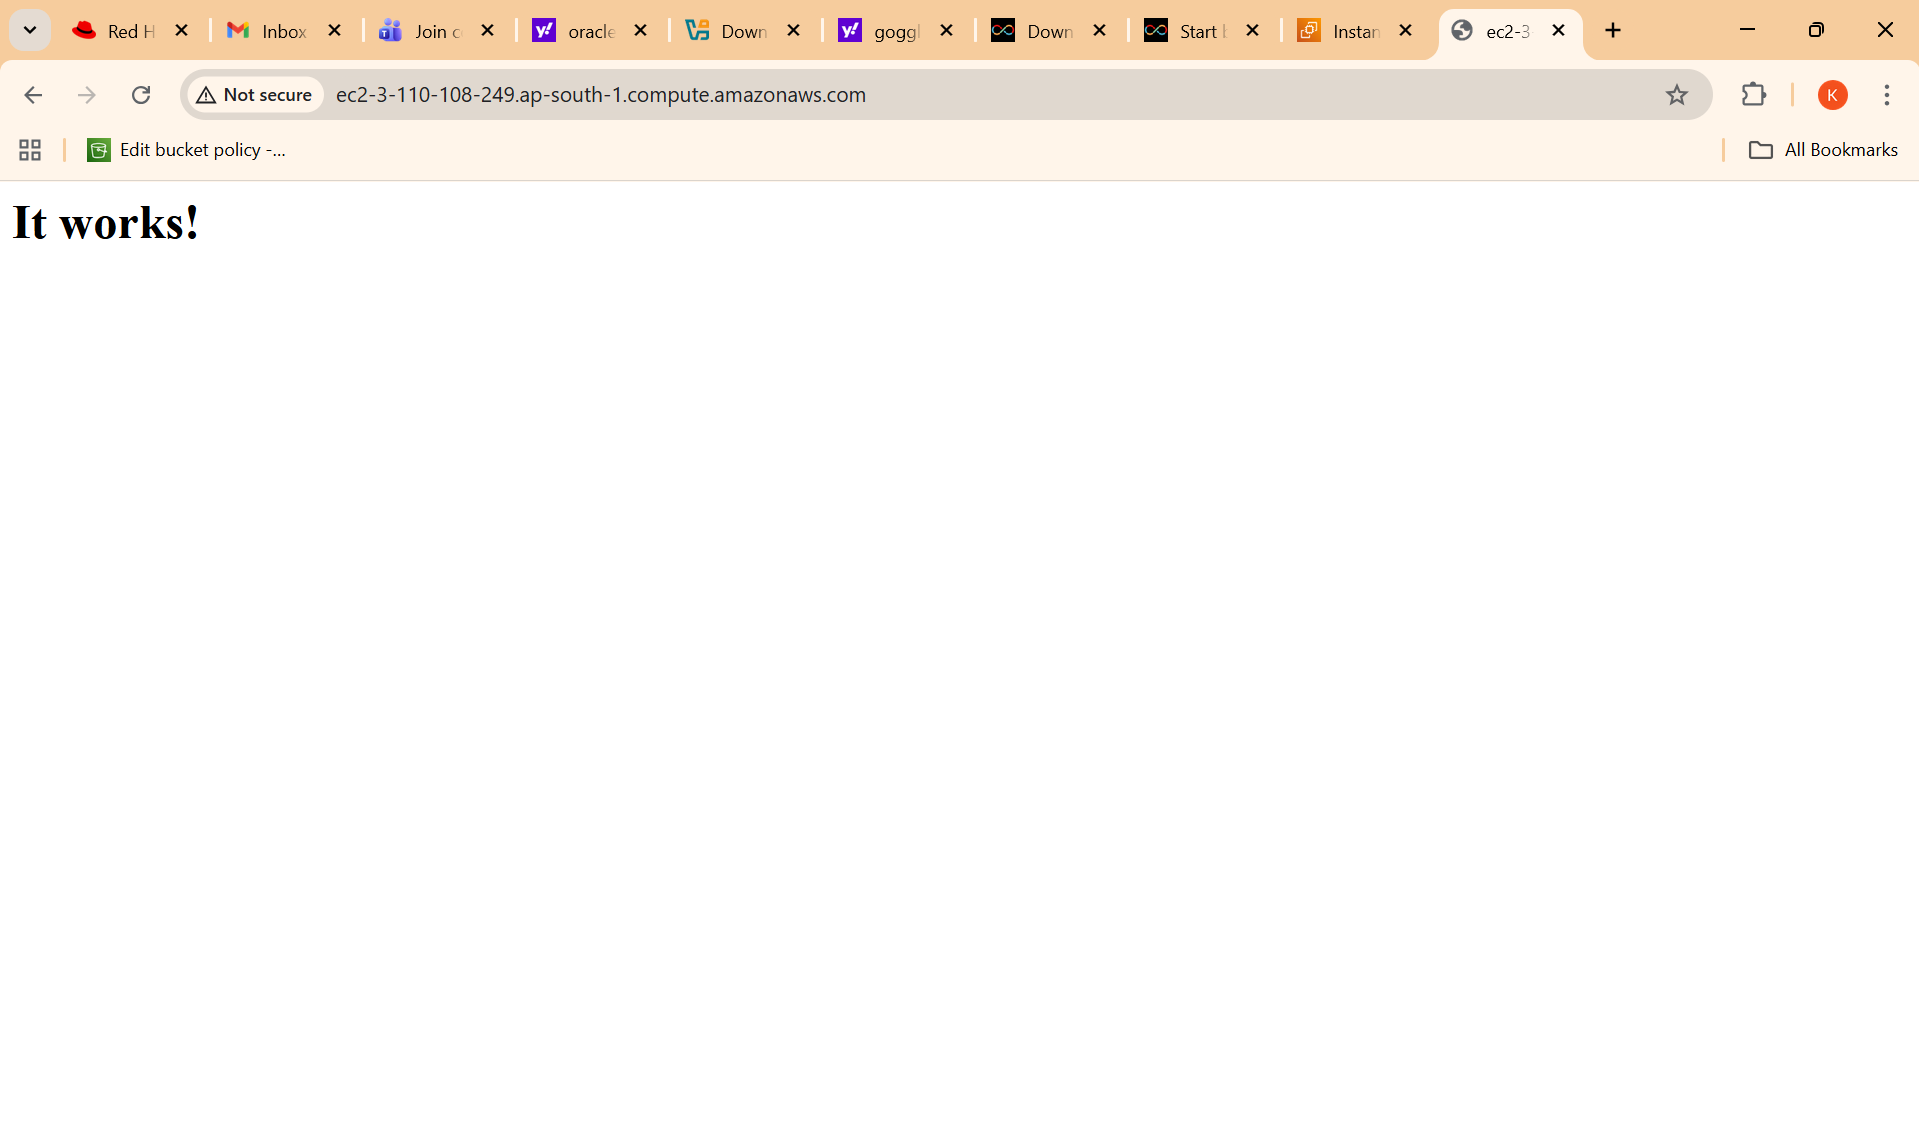 Red H
Inbox
Join c
oracle
Down
goggl
Down
Start b
Instan
ec2-3
Not secure
ec2-3-110-108-249.ap-south-1.compute.amazonaws.com
K
Edit bucket policy -...
All Bookmarks
It works!